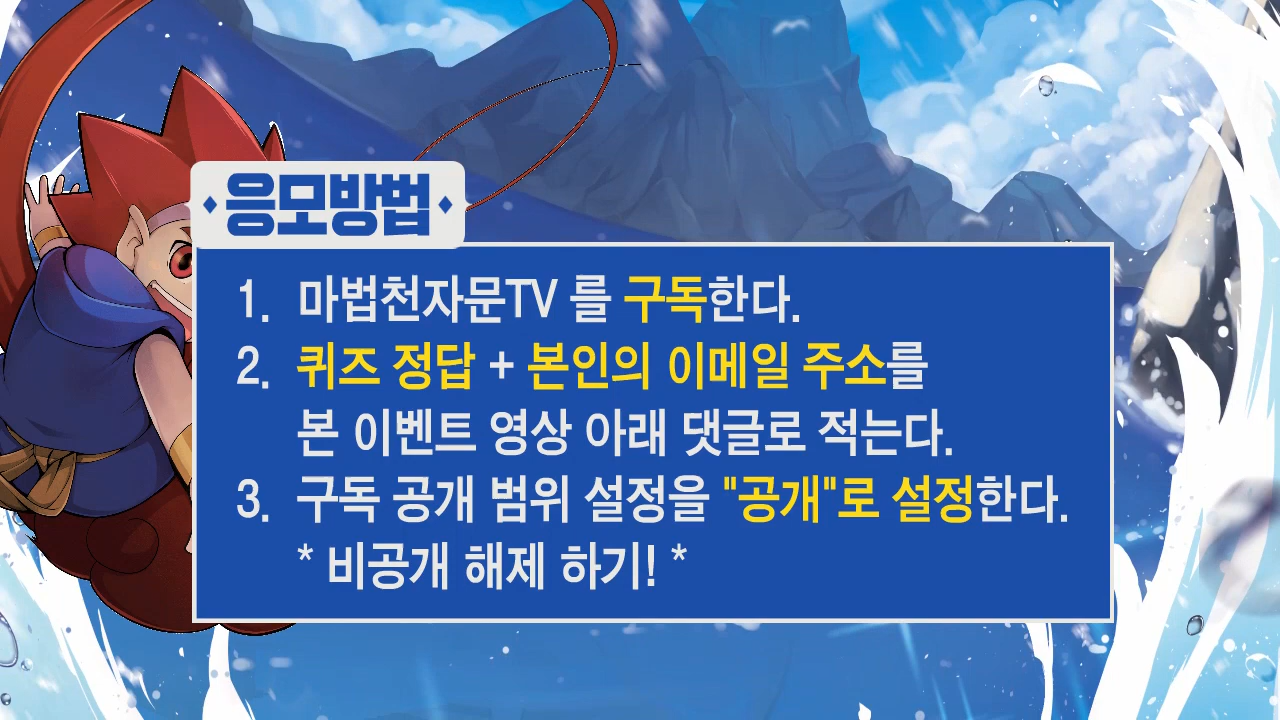 응모방법
1. 마법천자문TV 를 구독한다.
2. 퀴즈 정답 + 본인의 이메일 주소를
본 이벤트 영상 아래 댓글로 적는다.
3. 구독 공개 범위 설정을 "공개"로 설정한다.
* 비공개 해제 하기! *